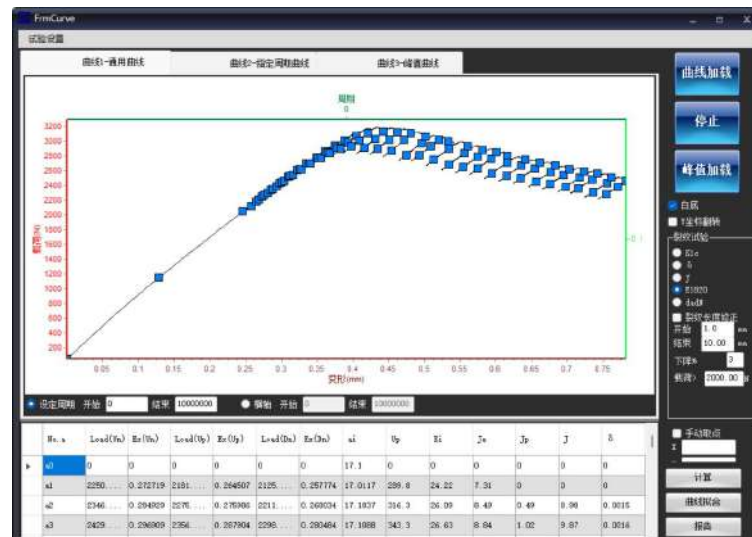 FrmCurve
试验设置
曲线1-通用曲线
曲线2-指定周期曲线
曲线3-峰值曲线
周期
0
载荷(N)
3200
3000
2800
2600
2400
2200
2000
1800
1600
1400
1200
1000
800
600
400
200
0.05 0.1 0.15 0.2 0.25 0.3 0.35 0.4 0.45 0.5 0.55 0.6 0.65 0.7 0.75
变形(mm)
设定周期 开始 0 结束 10000000 横轴 开始 0 结束 10000000
曲线加载
停止
峰值加载
白底
Y坐标翻转
裂纹试验
K1c
δ
J
E1820
dadN
裂纹长度矫正
开始 1.0 mm
结束 10.00 mm
下降% 3
载荷> 2000.00
手动取点
计算
曲线拟合
报告
Load(Vn) Ex(Vn) Load(Up) Ex(Up) Load(Dn) Ex(Dn) ai Up Ki Je Jp J δ
a0 0 0 0 0 0 0 17.1 0 0 0 0 0 0
a1 2250.... 0.272719 2181.... 0.264507 2125.... 0.257774 17.0117 289.8 24.22 7.31 0 0 0
a2 2346.... 0.284929 2275.... 0.275986 2211.... 0.268034 17.1037 316.3 26.09 8.49 0.49 8.98 0.0015
a3 2429.... 0.296909 2356.... 0.287904 2298.... 0.280484 17.1088 343.3 26.63 8.84 1.02 9.87 0.0016